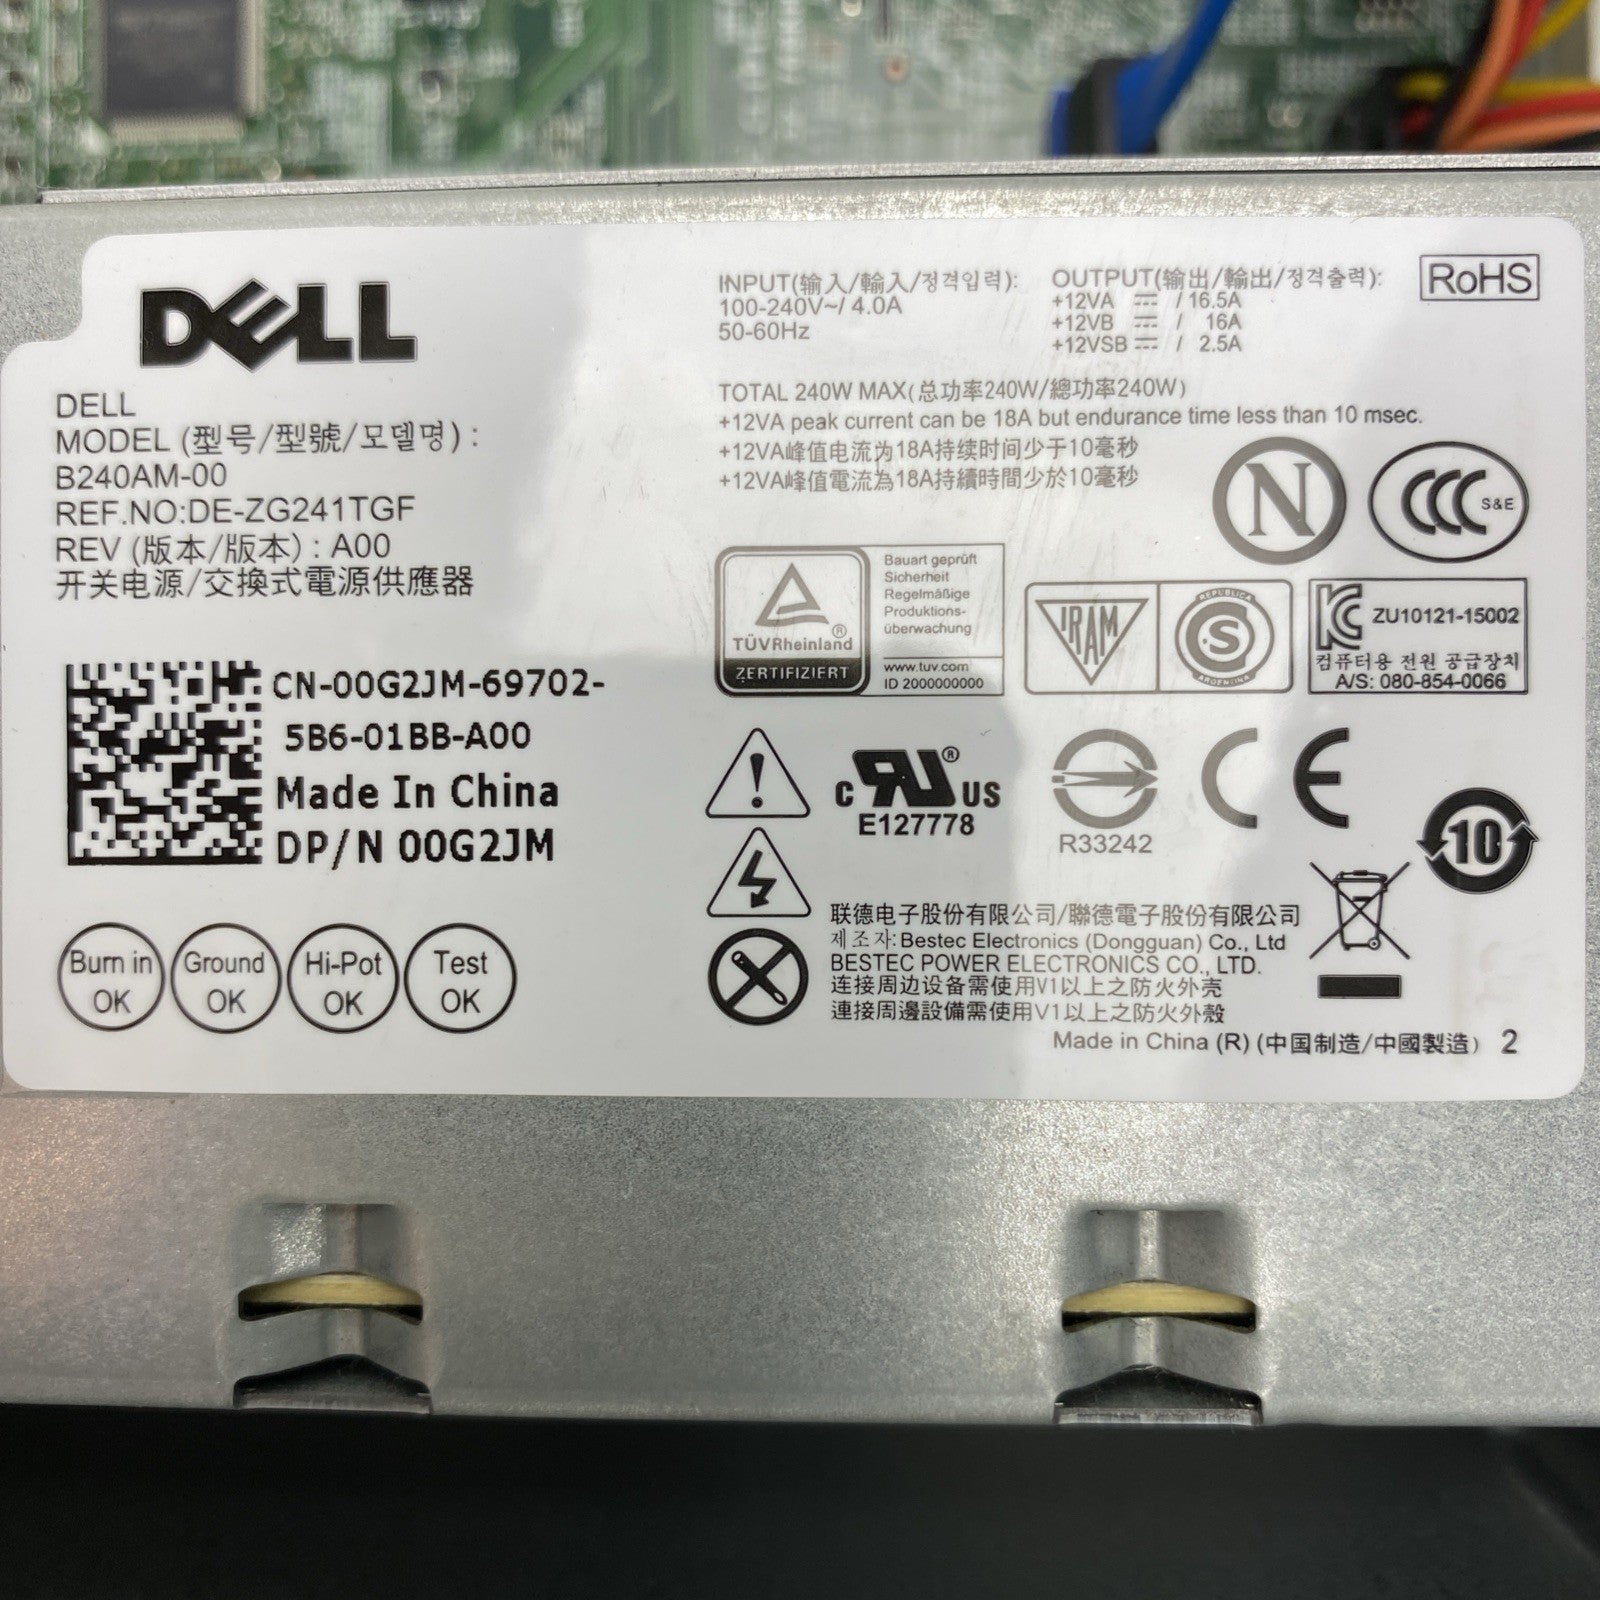 DELL
DELL
MODEL (型号/型號/모델명) :
B240AM-00
REF.NO:DE-ZG241TGF
REV (版本/版本) : A00
开关电源/交換式電源供應器
CN-00G2JM-69702-
5B6-01BB-A00
Made In China
DP/N 00G2JM
Burn in OK
Ground OK
Hi-Pot OK
Test OK
INPUT(输入/輸入/정격입력):
100-240V~/ 4.0A
50-60Hz
OUTPUT(输出/輸出/정격출력):
+12VA ⎓ / 16.5A
+12VB ⎓ / 16A
+12VSB ⎓ / 2.5A
RoHS
TOTAL 240W MAX(总功率240W/總功率240W)
+12VA peak current can be 18A but endurance time less than 10 msec.
+12VA峰值电流为18A持续时间少于10毫秒
+12VA峰值電流為18A持續時間少於10毫秒
N
CCC S&E
TÜVRheinland®
ZERTIFIZIERT
Bauart geprüft
Sicherheit
Regelmäßige
Produktions-
überwachung
www.tuv.com
ID 2000000000
IRAM
REPUBLICA
S
ARGENTINA
KC ZU10121-15002
컴퓨터용 전원 공급장치
A/S: 080-854-0066
c RU® US
E127778
R33242
CE
10
联德电子股份有限公司/聯德電子股份有限公司
제조자: Bestec Electronics (Dongguan) Co., Ltd
BESTEC POWER ELECTRONICS CO., LTD.
连接周边设备需使用V1以上之防火外壳
連接周邊設備需使用V1以上之防火外殼
Made in China (R) (中国制造/中國製造) 2